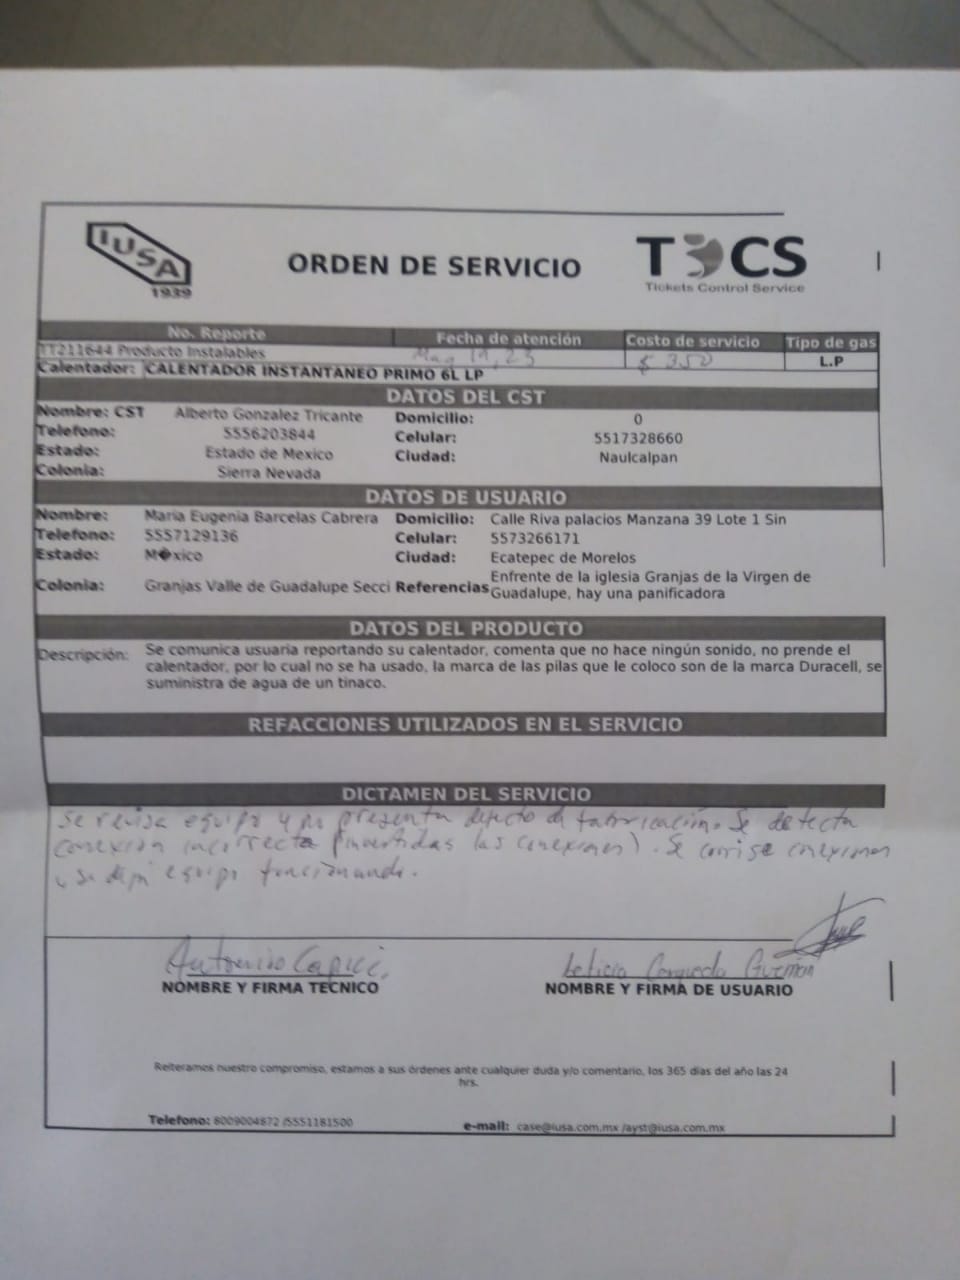 IUSA
1939
ORDEN DE SERVICIO
TCS
Tickets Control Service
No. Reporte Fecha de atención Costo de servicio Tipo de gas
TT211644 Producto Instalables $ 350 L.P
Calentador: CALENTADOR INSTANTANEO PRIMO 6L LP
DATOS DEL CST
Nombre: CST Alberto Gonzalez Tricante Domicilio: 0
Telefono: 5556203844 Celular: 5517328660
Estado: Estado de Mexico Ciudad: Naulcalpan
Colonia: Sierra Nevada
DATOS DE USUARIO
Nombre: Maria Eugenia Barcelas Cabrera Domicilio: Calle Riva palacios Manzana 39 Lote 1 Sin
Telefono: 5557129136 Celular: 5573266171
Estado: M�xico Ciudad: Ecatepec de Morelos
Colonia: Granjas Valle de Guadalupe Secci Referencias Enfrente de la iglesia Granjas de la Virgen de
Guadalupe, hay una panificadora
DATOS DEL PRODUCTO
Descripción: Se comunica usuaria reportando su calentador, comenta que no hace ningún sonido, no prende el
calentador, por lo cual no se ha usado, la marca de las pilas que le coloco son de la marca Duracell, se
suministra de agua de un tinaco.
REFACCIONES UTILIZADOS EN EL SERVICIO
DICTAMEN DEL SERVICIO
Se revisa equipo y no presenta defecto de fabricación. Se detecta
conexión incorrecta (invertidas las conexiones). Se corrige conexiones
y se deja equipo funcionando.
Leticia Guzmán
NOMBRE Y FIRMA TECNICO NOMBRE Y FIRMA DE USUARIO
Reiteramos nuestro compromiso, estamos a sus órdenes ante cualquier duda y/o comentario, los 365 días del año las 24
hrs.
Telefono: 8009004872 /5551181500 e-mail: case@iusa.com.mx /ayst@iusa.com.mx